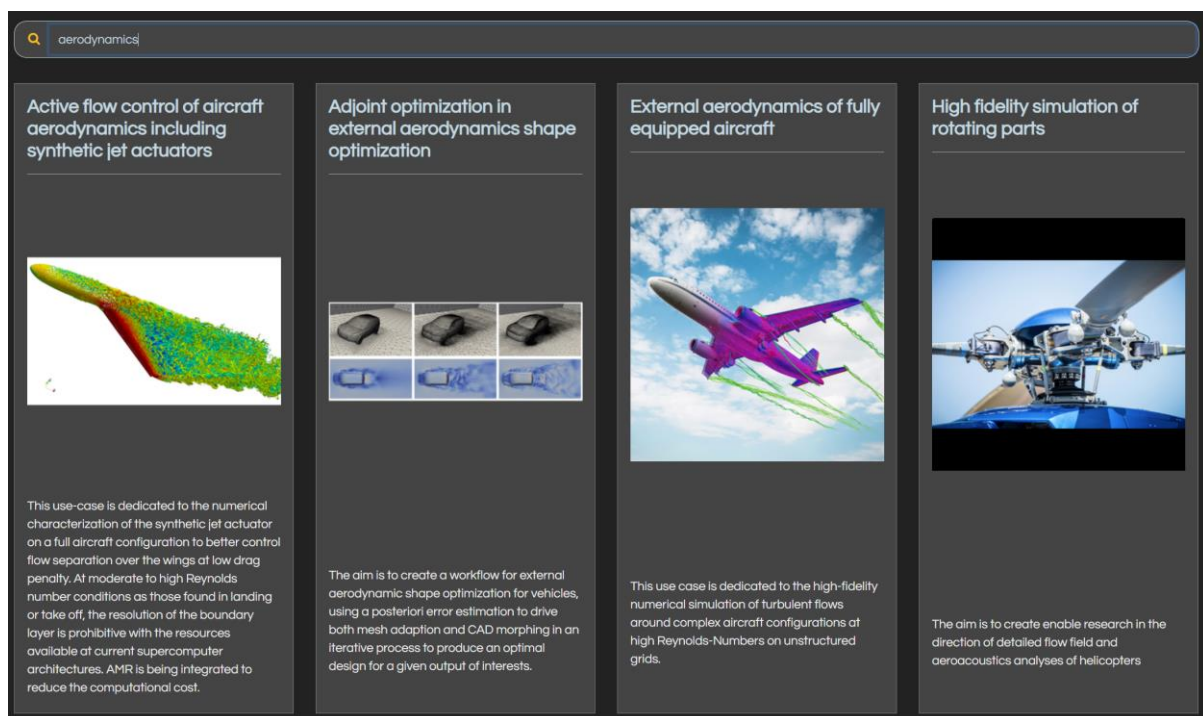 aerodynamics
Active flow control of aircraft
aerodynamics including
synthetic jet actuators
This use-case is dedicated to the numerical
characterization of the synthetic jet actuator
on a full aircraft configuration to better control
flow separation over the wings at low drag
penalty. At moderate to high Reynolds
number conditions as those found in landing
or take off, the resolution of the boundary
layer is prohibitive with the resources
available at current supercomputer
architectures. AMR is being integrated to
reduce the computational cost.
Adjoint optimization in
external aerodynamics shape
optimization
The aim is to create a workflow for external
aerodynamic shape optimization for vehicles,
using a posteriori error estimation to drive
both mesh adaption and CAD morphing in an
iterative process to produce an optimal
design for a given output of interests.
External aerodynamics of fully
equipped aircraft
This use case is dedicated to the high-fidelity
numerical simulation of turbulent flows
around complex aircraft configurations at
high Reynolds-Numbers on unstructured
grids.
High fidelity simulation of
rotating parts
The aim is to create enable research in the
direction of detailed flow field and
aeroacoustics analyses of helicopters